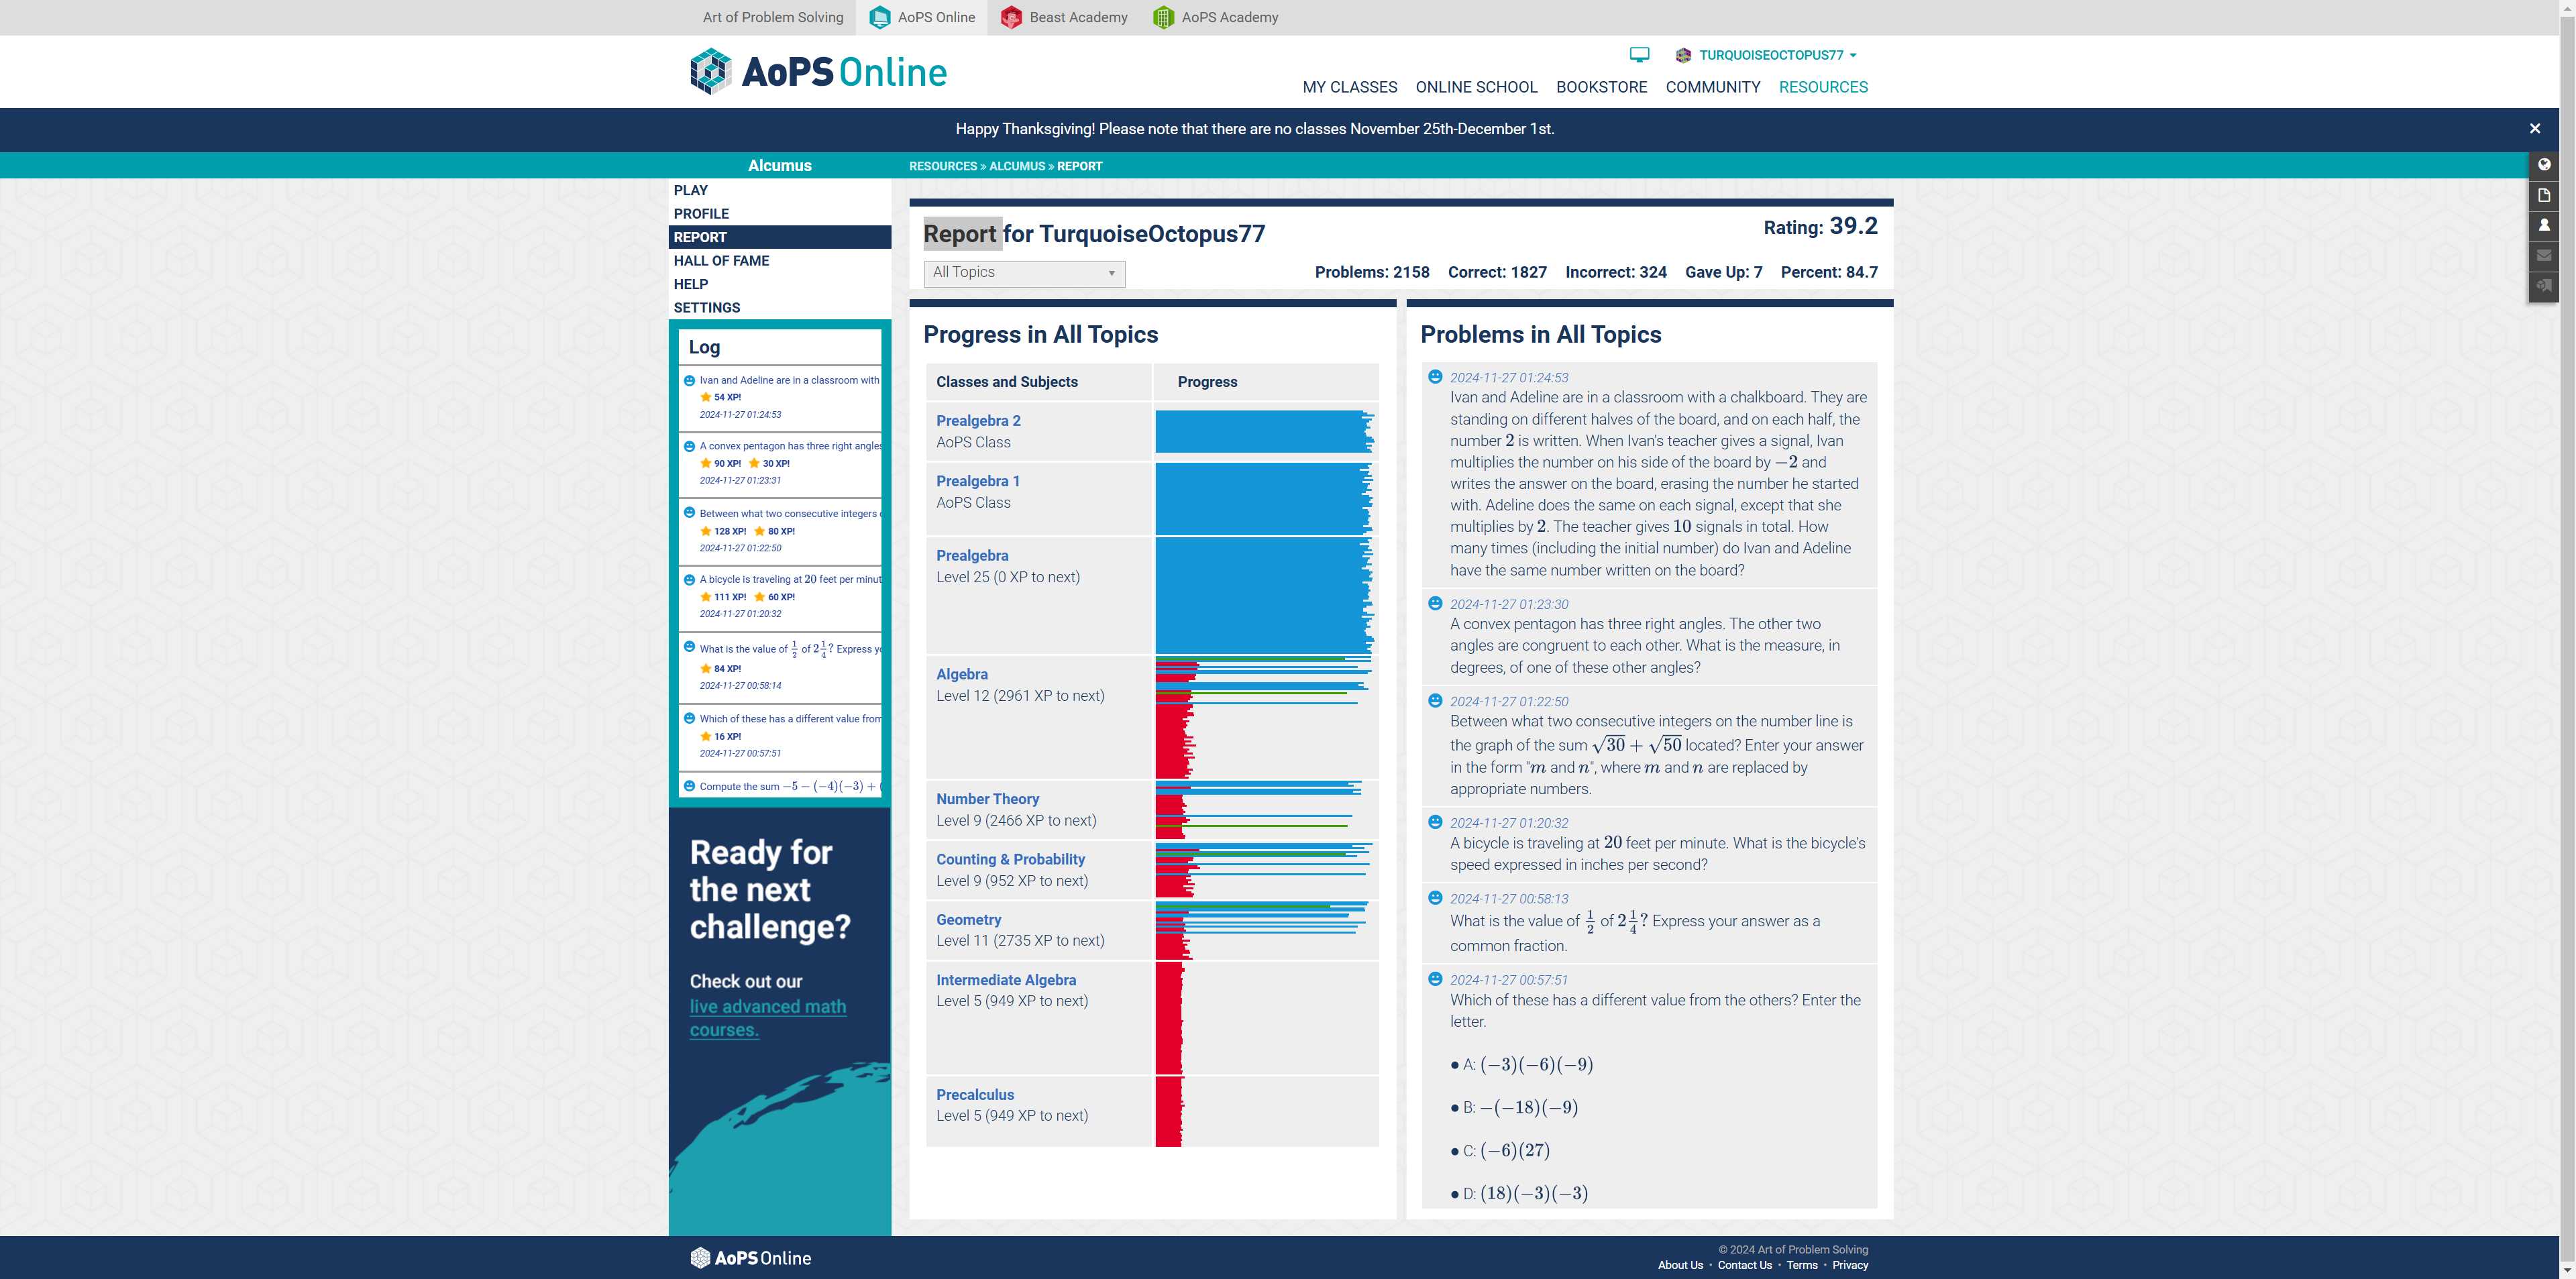 Art of Problem Solving
AoPS Online
Beast Academy
AoPS Academy
AoPS Online
TURQUOISEOCTOPUS77
MY CLASSES ONLINE SCHOOL BOOKSTORE COMMUNITY RESOURCES
Happy Thanksgiving! Please note that there are no classes November 25th-December 1st.
Alcumus
RESOURCES » ALCUMUS » REPORT
PLAY
PROFILE
REPORT
HALL OF FAME
HELP
SETTINGS
Log
Ivan and Adeline are in a classroom with
54 XP!
2024-11-27 01:24:53
A convex pentagon has three right angles
90 XP! 30 XP!
2024-11-27 01:23:31
Between what two consecutive integers
128 XP! 80 XP!
2024-11-27 01:22:50
A bicycle is traveling at 20 feet per minut
111 XP! 60 XP!
2024-11-27 01:20:32
What is the value of 1/2 of 2 1/4? Express y
84 XP!
2024-11-27 00:58:14
Which of these has a different value from
16 XP!
2024-11-27 00:57:51
Compute the sum −5 − (−4)(−3) + (
Ready for
the next
challenge?
Check out our
live advanced math
courses.
Report for TurquoiseOctopus77
Rating: 39.2
All Topics
Problems: 2158 Correct: 1827 Incorrect: 324 Gave Up: 7 Percent: 84.7
Progress in All Topics
Classes and Subjects Progress
Prealgebra 2
AoPS Class
Prealgebra 1
AoPS Class
Prealgebra
Level 25 (0 XP to next)
Algebra
Level 12 (2961 XP to next)
Number Theory
Level 9 (2466 XP to next)
Counting & Probability
Level 9 (952 XP to next)
Geometry
Level 11 (2735 XP to next)
Intermediate Algebra
Level 5 (949 XP to next)
Precalculus
Level 5 (949 XP to next)
Problems in All Topics
2024-11-27 01:24:53
Ivan and Adeline are in a classroom with a chalkboard. They are
standing on different halves of the board, and on each half, the
number 2 is written. When Ivan's teacher gives a signal, Ivan
multiplies the number on his side of the board by −2 and
writes the answer on the board, erasing the number he started
with. Adeline does the same on each signal, except that she
multiplies by 2. The teacher gives 10 signals in total. How
many times (including the initial number) do Ivan and Adeline
have the same number written on the board?
2024-11-27 01:23:30
A convex pentagon has three right angles. The other two
angles are congruent to each other. What is the measure, in
degrees, of one of these other angles?
2024-11-27 01:22:50
Between what two consecutive integers on the number line is
the graph of the sum √30 + √50 located? Enter your answer
in the form "m and n", where m and n are replaced by
appropriate numbers.
2024-11-27 01:20:32
A bicycle is traveling at 20 feet per minute. What is the bicycle's
speed expressed in inches per second?
2024-11-27 00:58:13
What is the value of 1/2 of 2 1/4? Express your answer as a
common fraction.
2024-11-27 00:57:51
Which of these has a different value from the others? Enter the
letter.
• A: (−3)(−6)(−9)
• B: −(−18)(−9)
• C: (−6)(27)
• D: (18)(−3)(−3)
AoPS Online
© 2024 Art of Problem Solving
About Us • Contact Us • Terms • Privacy